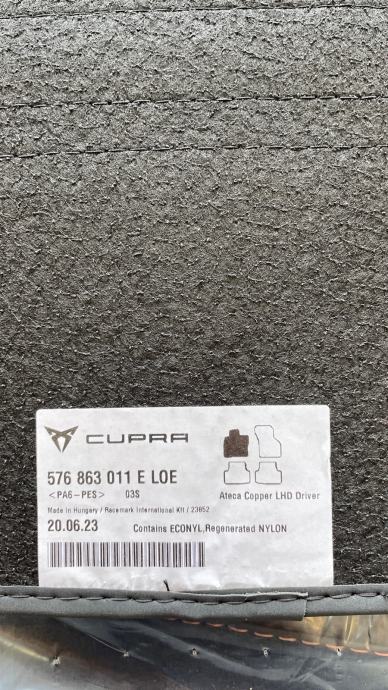 CUPRA
576 863 011 E LOE
<PA6-PES> 03S
Ateca Copper LHD Driver
Made in Hungary / Racemark International Kft / 23852
20.06.23
Contains ECONYL,Regenerated NYLON